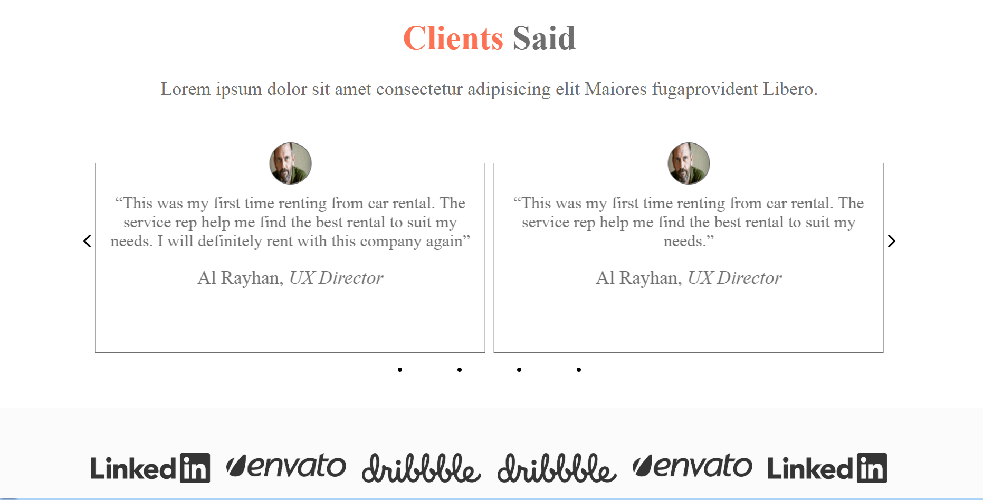 Clients Said
Lorem ipsum dolor sit amet consectetur adipisicing elit Maiores fugaprovident Libero.
“This was my first time renting from car rental. The
service rep help me find the best rental to suit my
needs. I will definitely rent with this company again”
Al Rayhan, UX Director
“This was my first time renting from car rental. The
service rep help me find the best rental to suit my
needs.”
Al Rayhan, UX Director
Linked in envato dribbble dribbble envato Linked in